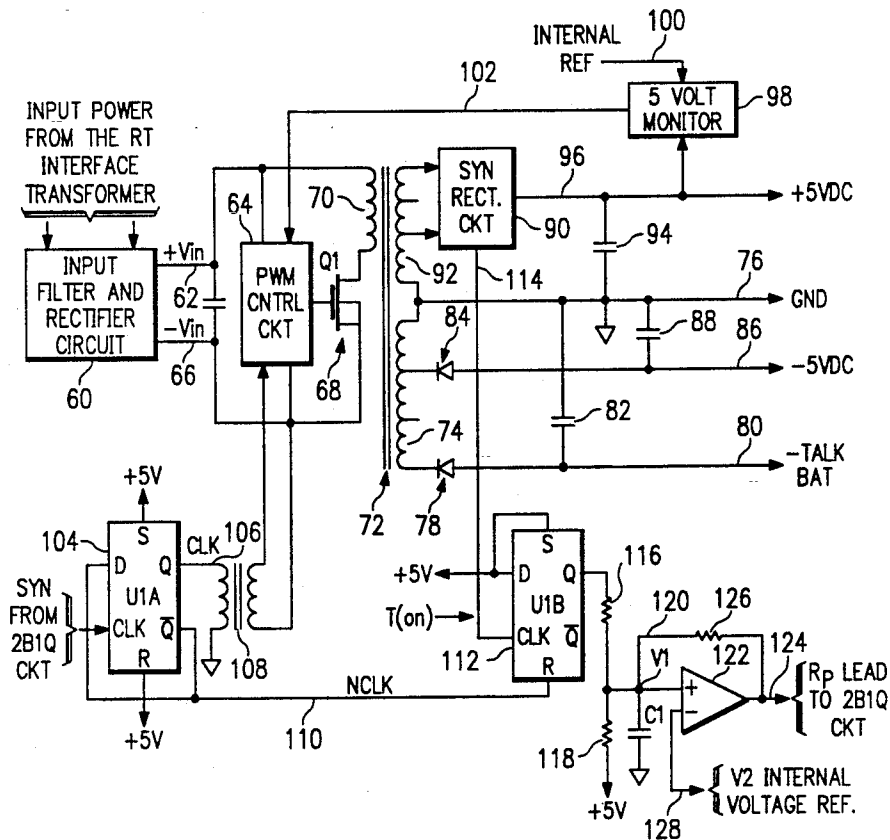 100
INTERNAL
REF
102
5 VOLT
MONITOR
98
INPUT POWER
FROM THE RT
INTERFACE
TRANSFORMER
64
70
SYN
RECT.
CKT
96
+5VDC
90
94
+Vin
62
INPUT
FILTER AND
RECTIFIER
CIRCUIT
-Vin
66
60
PWM
CNTRL
CKT
Q1
68
92
114
76
GND
84
88
86
-5VDC
74
82
80
-TALK
BAT
72
78
+5V
104
S
D
Q
U1A
CLK
Q
R
+5V
CLK
106
108
SYN
FROM
2B1Q
CKT
NCLK
110
+5V
T(on)
112
S
D
Q
U1B
CLK
Q
R
116
118
+5V
120
126
V1
C1
122
+
-
124
RP LEAD
TO 2B1Q
CKT
128
V2 INTERNAL
VOLTAGE REF.